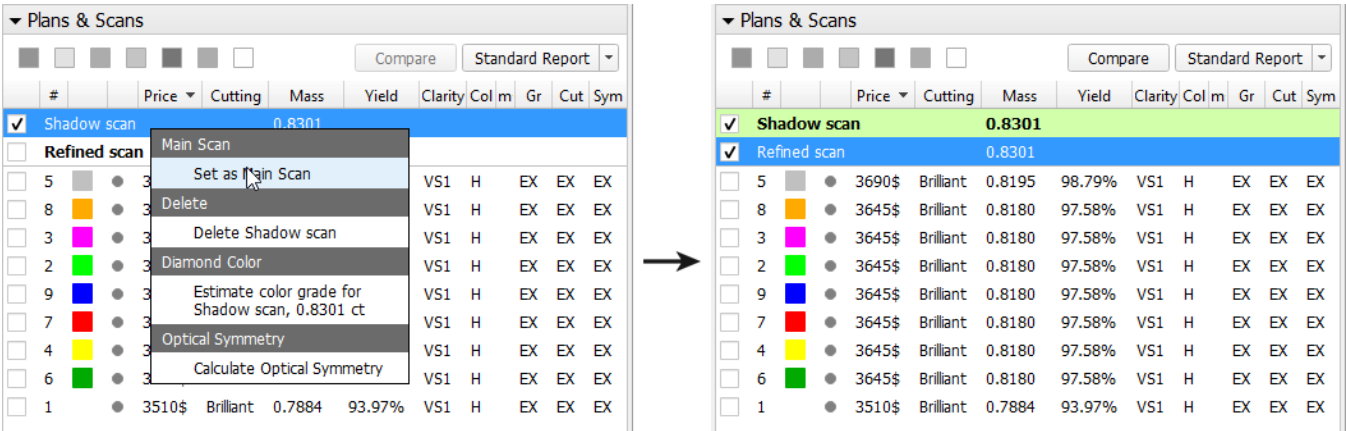 Plans & Scans
Compare Standard Report
# Price Cutting Mass Yield Clarity Col m Gr Cut Sym
Shadow scan 0.8301
Refined scan
Main Scan
Set as Main Scan
Delete
Delete Shadow scan
Diamond Color
Estimate color grade for
Shadow scan, 0.8301 ct
Optical Symmetry
Calculate Optical Symmetry
5 3 VS1 H EX EX EX
8 3 VS1 H EX EX EX
3 3 VS1 H EX EX EX
2 3 VS1 H EX EX EX
9 3 VS1 H EX EX EX
7 3 VS1 H EX EX EX
4 3 VS1 H EX EX EX
6 3 VS1 H EX EX EX
1 3510$ Brilliant 0.7884 93.97% VS1 H EX EX EX
Plans & Scans
Compare Standard Report
# Price Cutting Mass Yield Clarity Col m Gr Cut Sym
Shadow scan 0.8301
Refined scan 0.8301
5 3690$ Brilliant 0.8195 98.79% VS1 H EX EX EX
8 3645$ Brilliant 0.8180 97.58% VS1 H EX EX EX
3 3645$ Brilliant 0.8180 97.58% VS1 H EX EX EX
2 3645$ Brilliant 0.8180 97.58% VS1 H EX EX EX
9 3645$ Brilliant 0.8180 97.58% VS1 H EX EX EX
7 3645$ Brilliant 0.8180 97.58% VS1 H EX EX EX
4 3645$ Brilliant 0.8180 97.58% VS1 H EX EX EX
6 3645$ Brilliant 0.8180 97.58% VS1 H EX EX EX
1 3510$ Brilliant 0.7884 93.97% VS1 H EX EX EX